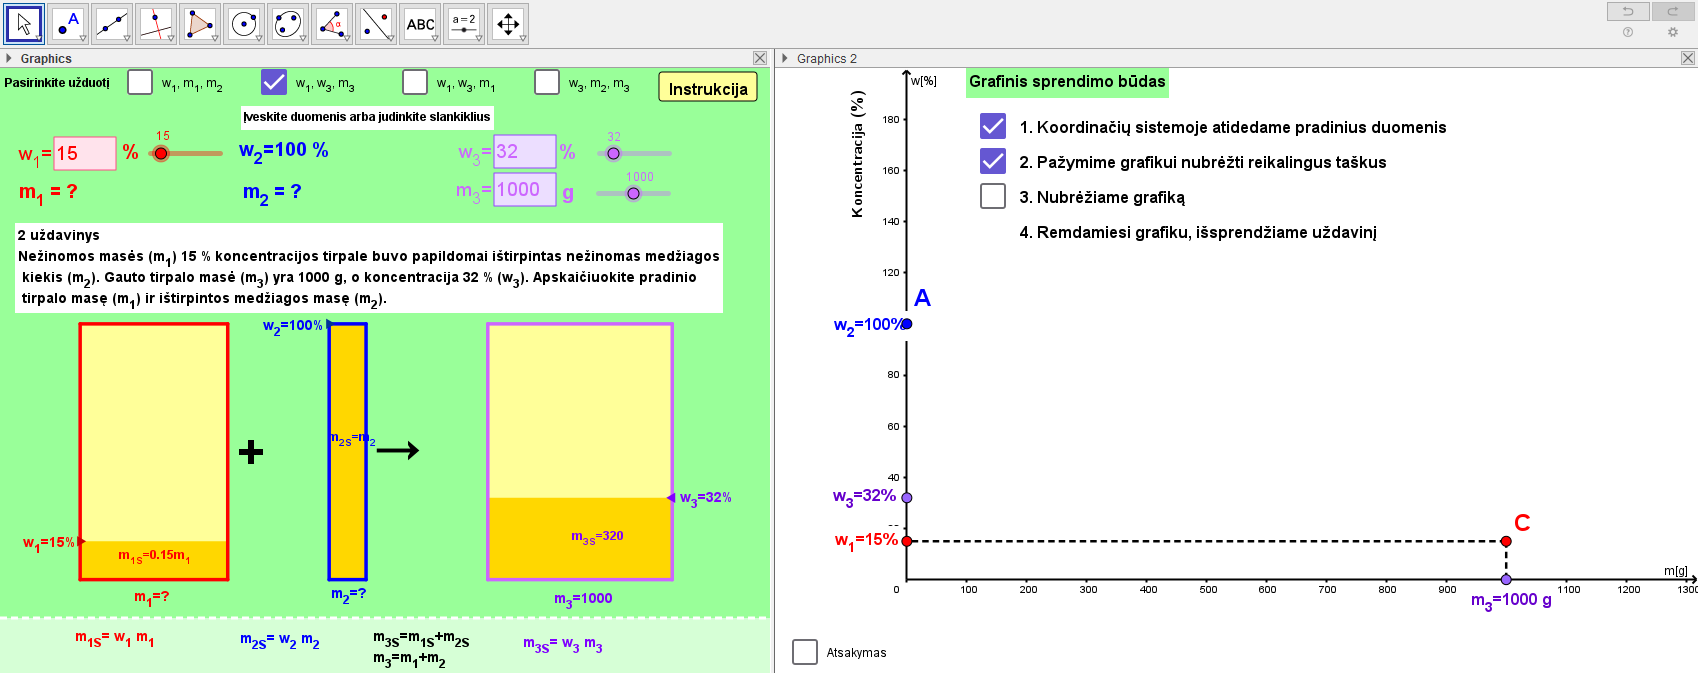 A
α
ABC
a = 2
Graphics
Graphics 2
Pasirinkite užduotį
w1, m1, m2
w1, w3, m3
w1, w3, m1
w3, m2, m3
Instrukcija
Įveskite duomenis arba judinkite slankiklius
w1= 15 %
15
w2=100 %
w3= 32 %
32
m1 = ?
m2 = ?
m3= 1000 g
1000
2 uždavinys
Nežinomos masės (m1) 15 % koncentracijos tirpale buvo papildomai ištirpintas nežinomas medžiagos
kiekis (m2). Gauto tirpalo masė (m3) yra 1000 g, o koncentracija 32 % (w3). Apskaičiuokite pradinio
tirpalo masę (m1) ir ištirpintos medžiagos masę (m2).
w2=100%
m2S=m2
w3=32%
w1=15%
m1S=0.15m1
m3S=320
+
m1=?
m2=?
m3=1000
m1S= w1 m1
m2S= w2 m2
m3S=m1S+m2S
m3=m1+m2
m3S= w3 m3
w[%]
Koncentracija (%)
Grafinis sprendimo būdas
1. Koordinačių sistemoje atidedame pradinius duomenis
2. Pažymime grafikui nubrėžti reikalingus taškus
3. Nubrėžiame grafiką
4. Remdamiesi grafiku, išsprendžiame uždavinį
180
160
140
120
A
w2=100%
80
60
40
w3=32%
C
w1=15%
m[g]
0 100 200 300 400 500 600 700 800 900 1100 1200 1300
m3=1000 g
Atsakymas